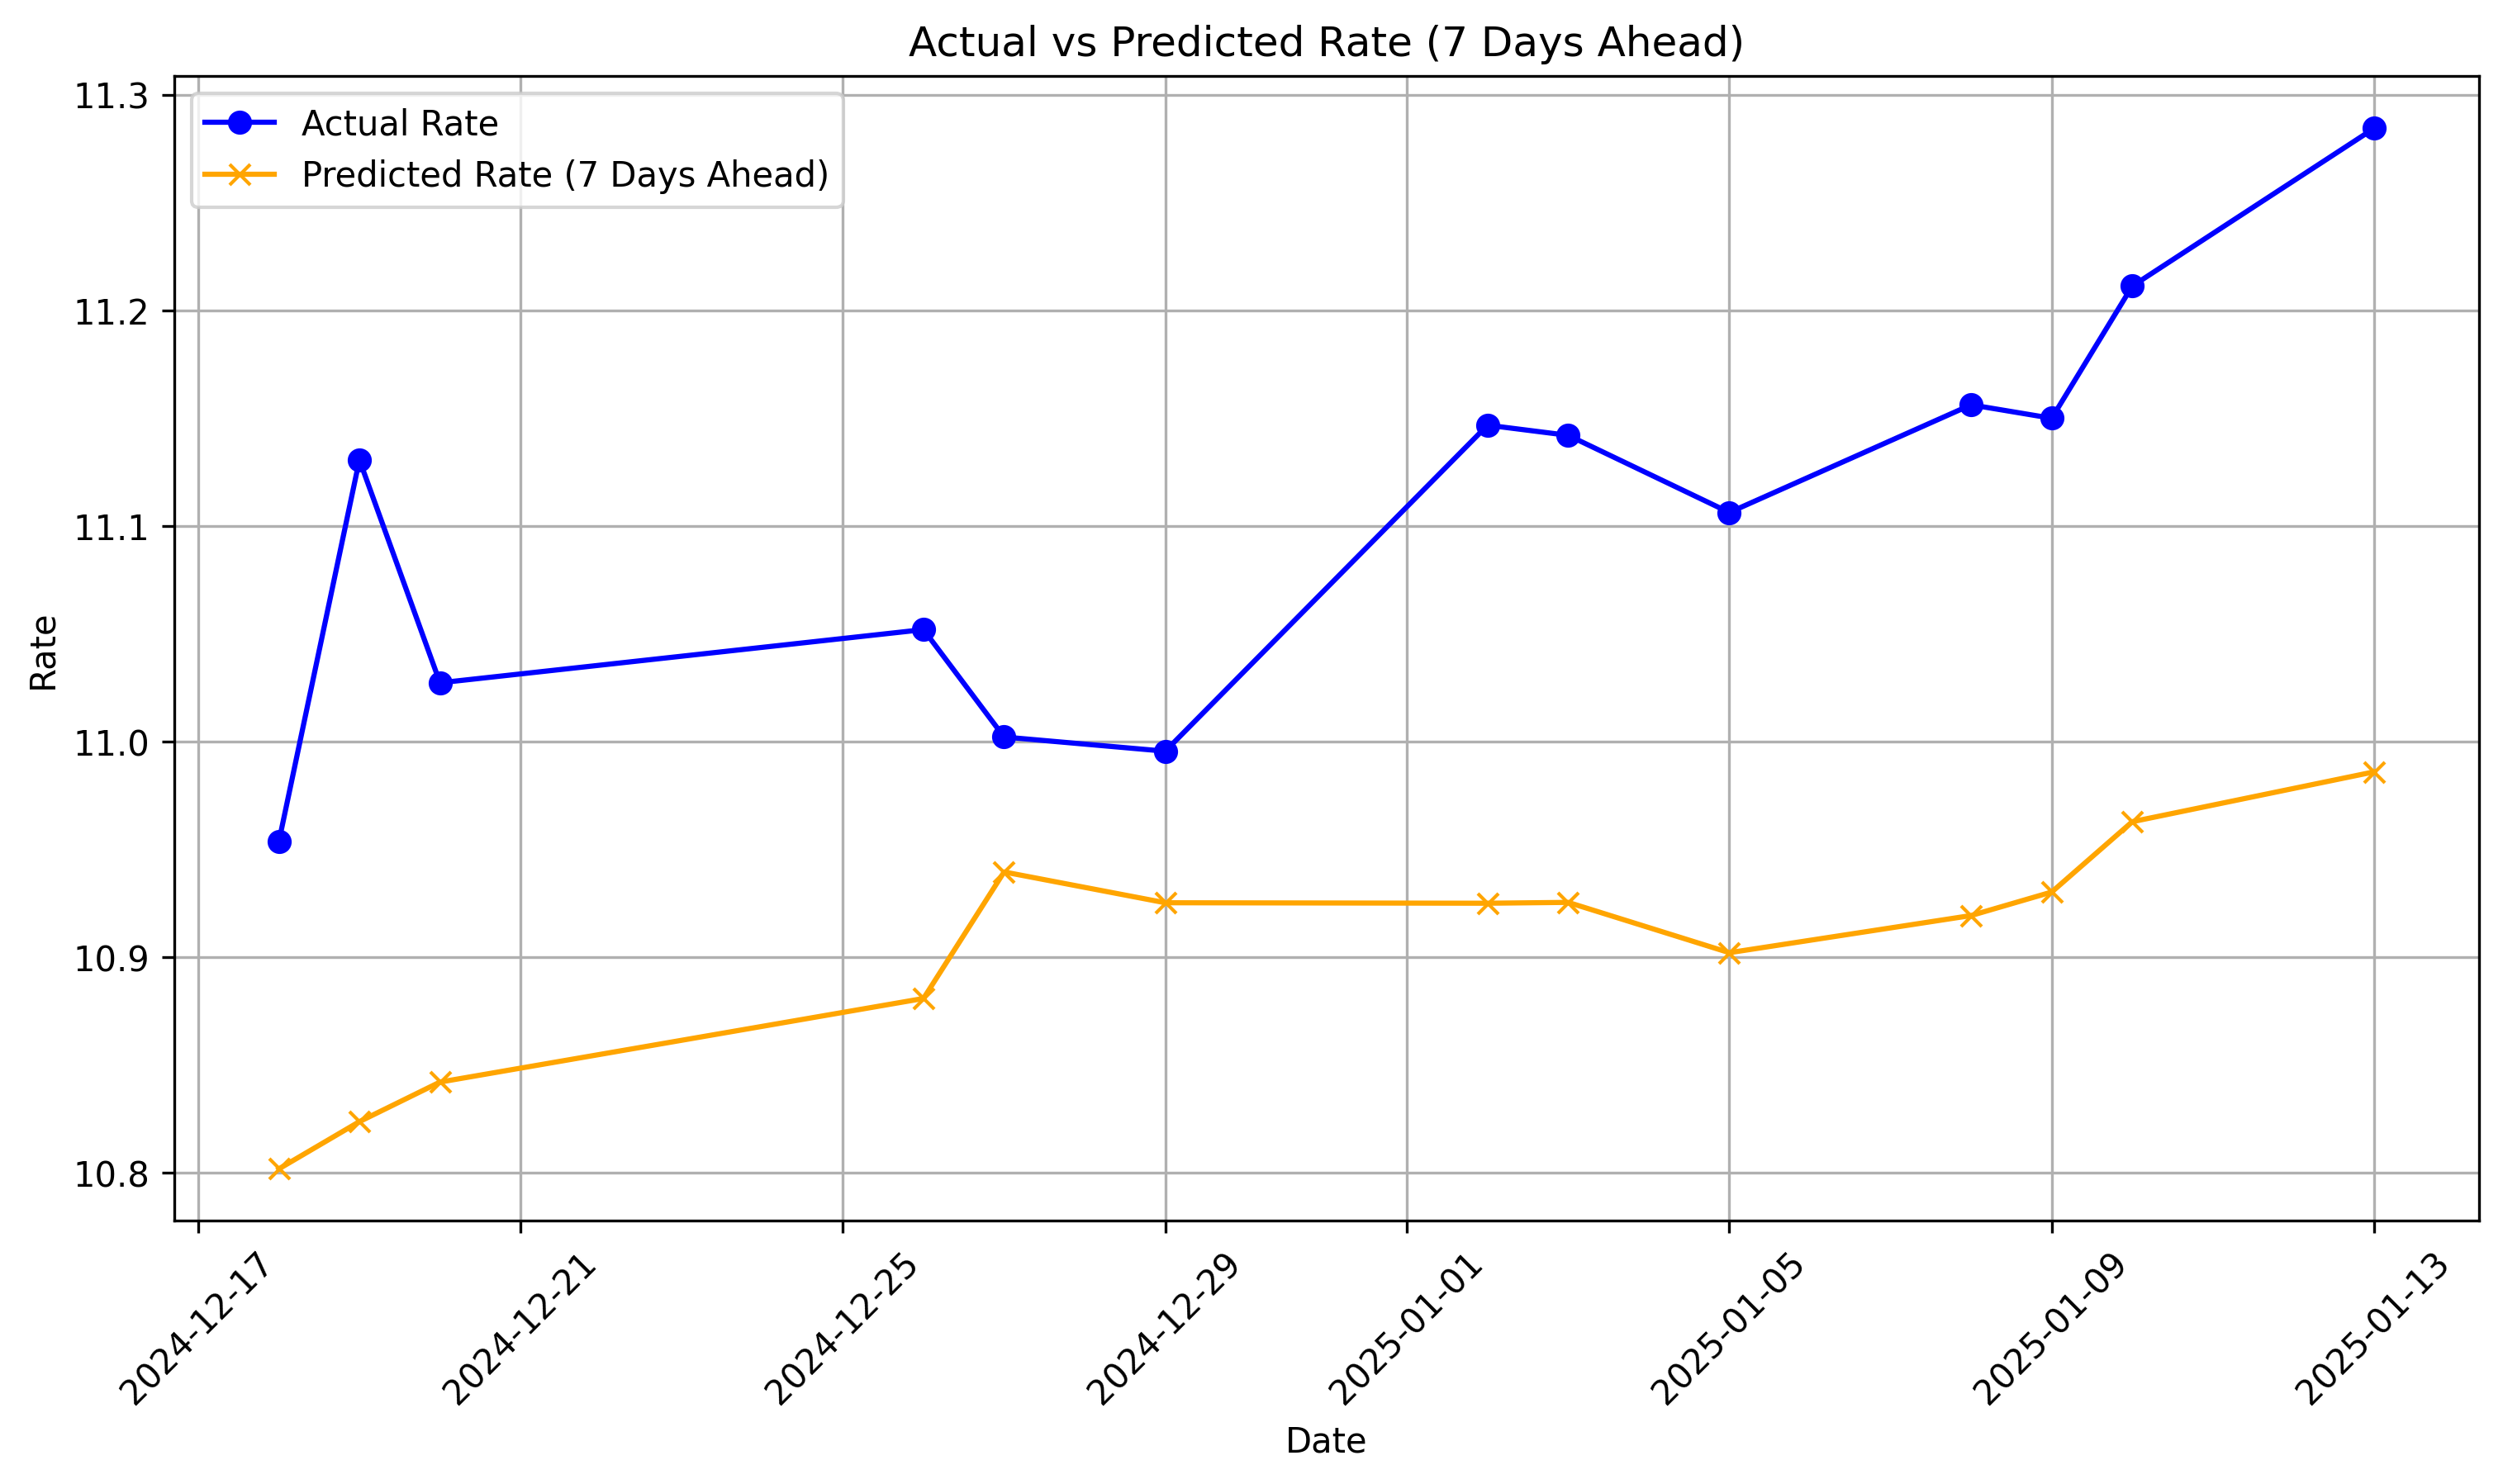 Actual vs Predicted Rate (7 Days Ahead)
Actual Rate
Predicted Rate (7 Days Ahead)
Rate
11.3
11.2
11.1
11.0
10.9
10.8
2024-12-17
2024-12-21
2024-12-25
2024-12-29
2025-01-01
2025-01-05
2025-01-09
2025-01-13
Date